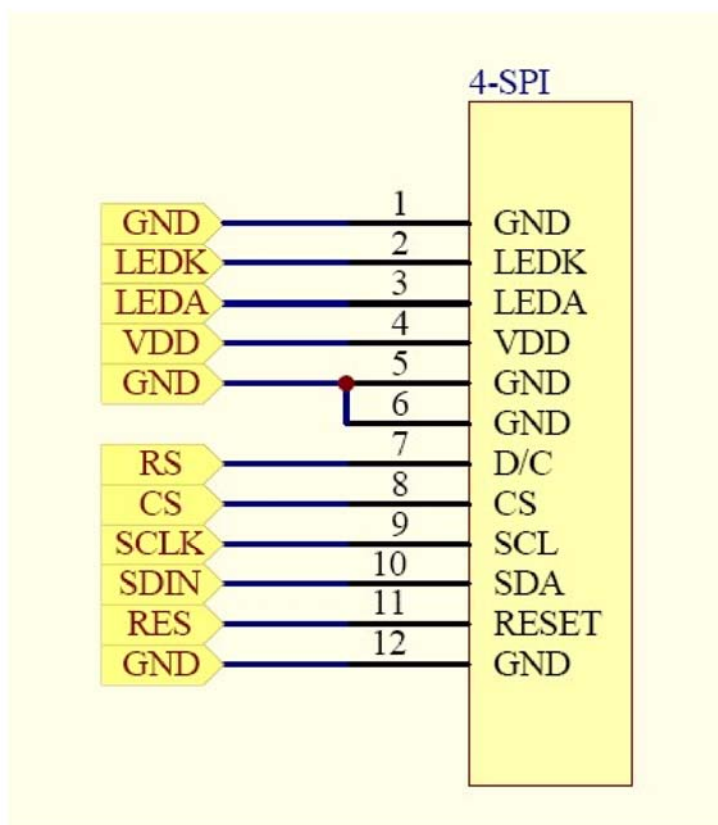 4-SPI
GND 1 GND
LEDK 2 LEDK
LEDA 3 LEDA
VDD 4 VDD
GND 5 GND
6 GND
RS 7 D/C
CS 8 CS
SCLK 9 SCL
SDIN 10 SDA
RES 11 RESET
GND 12 GND